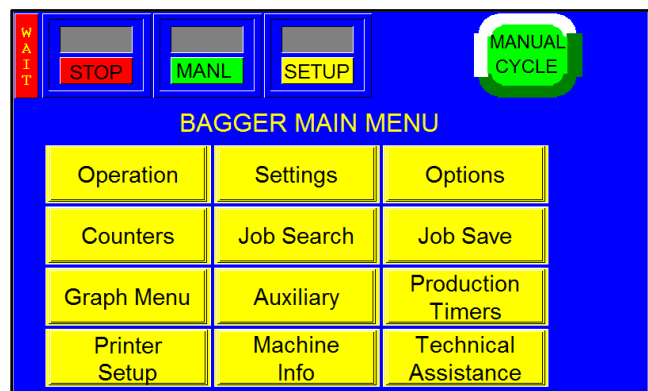 WAIT
STOP
MANL
SETUP
MANUAL
CYCLE
BAGGER MAIN MENU
Operation
Settings
Options
Counters
Job Search
Job Save
Graph Menu
Auxiliary
Production
Timers
Printer
Setup
Machine
Info
Technical
Assistance